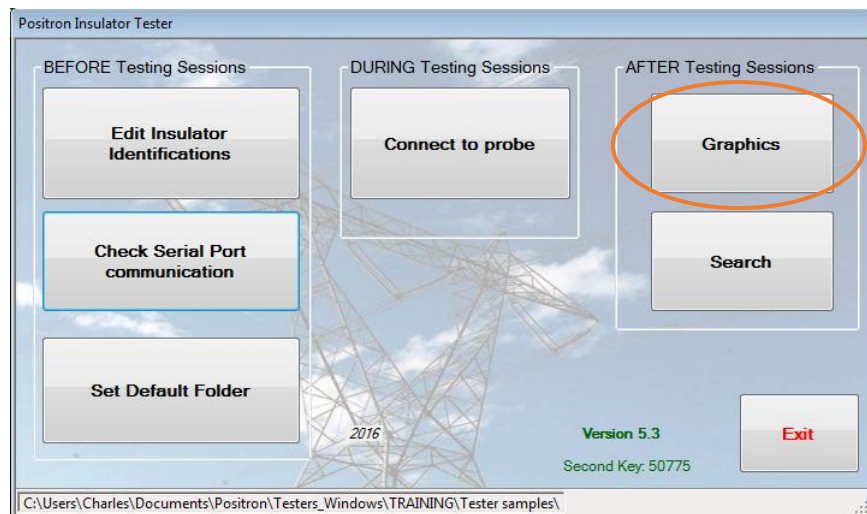 Positron Insulator Tester
BEFORE Testing Sessions
Edit Insulator
Identifications
Check Serial Port
communication
Set Default Folder
DURING Testing Sessions
Connect to probe
AFTER Testing Sessions
Graphics
Search
2016
Version 5.3
Second Key: 50775
Exit
C:\Users\Charles\Documents\Positron\Testers_Windows\TRAINING\Tester samples\